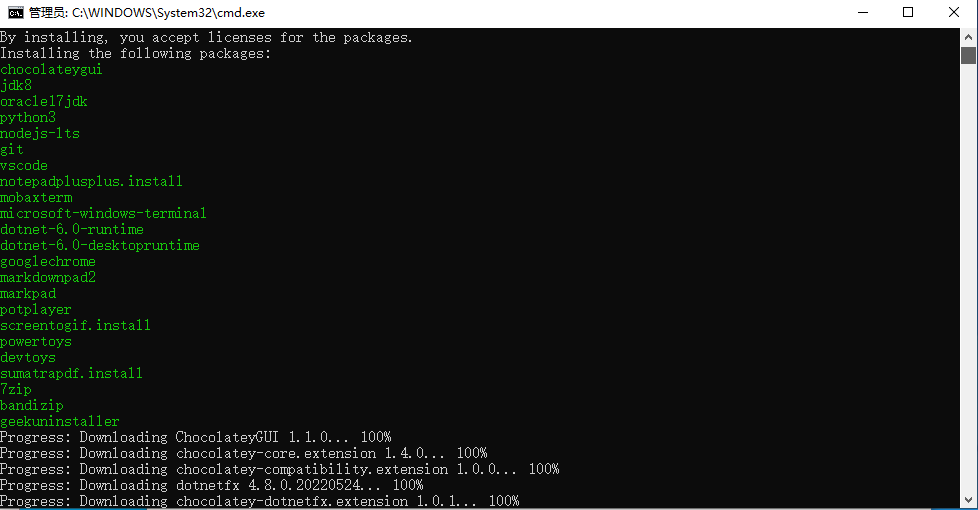 管理员: C:\WINDOWS\System32\cmd.exe
By installing, you accept licenses for the packages.
Installing the following packages:
chocolateygui
jdk8
oracle17jdk
python3
nodejs-lts
git
vscode
notepadplusplus.install
mobaxterm
microsoft-windows-terminal
dotnet-6.0-runtime
dotnet-6.0-desktopruntime
googlechrome
markdownpad2
markpad
potplayer
screentogif.install
powertoys
devtoys
sumatrapdf.install
7zip
bandizip
geekuninstaller
Progress: Downloading ChocolateyGUI 1.1.0... 100%
Progress: Downloading chocolatey-core.extension 1.4.0... 100%
Progress: Downloading chocolatey-compatibility.extension 1.0.0... 100%
Progress: Downloading dotnetfx 4.8.0.20220524... 100%
Progress: Downloading chocolatey-dotnetfx.extension 1.0.1... 100%